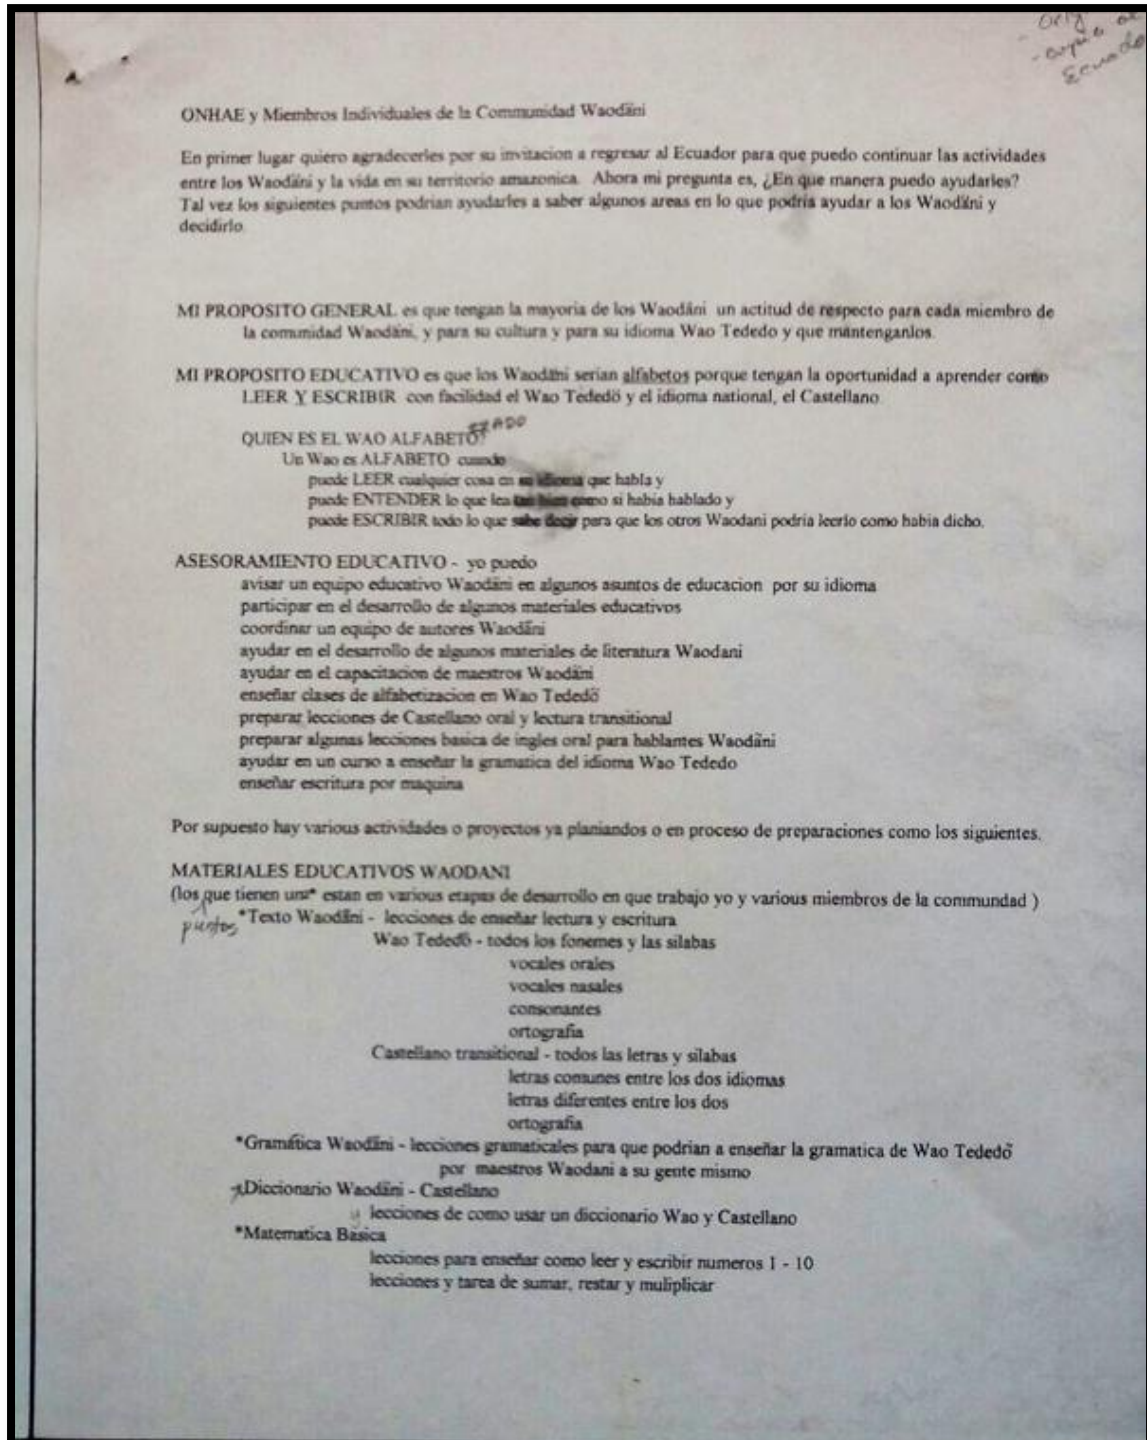 - copia de
Ecuador
ONHAE y Miembros Individuales de la Communidad Waodäni
En primer lugar quiero agradecerles por su invitacion a regresar al Ecuador para que puedo continuar las actividades
entre los Waodäni y la vida en su territorio amazonica. Ahora mi pregunta es, ¿En que manera puedo ayudarles?
Tal vez los siguientes puntos podrian ayudarles a saber algunos areas en lo que podria ayudar a los Waodäni y
decidirlo.
MI PROPOSITO GENERAL es que tengan la mayoria de los Waodäni un actitud de respecto para cada miembro de
la comunidad Waodäni, y para su cultura y para su idioma Wao Tededo y que mantenganlos.
MI PROPOSITO EDUCATIVO es que los Waodäni serian alfabetos porque tengan la oportunidad a aprender como
LEER Y ESCRIBIR con facilidad el Wao Tededö y el idioma national, el Castellano
QUIEN ES EL WAO ALFABETO? EZADO
Un Wao es ALFABETO cuando
puede LEER cualquier cosa en su idioma que habla y
puede ENTENDER lo que lea tan bien como si habia hablado y
puede ESCRIBIR todo lo que sabe decir para que los otros Waodani podria leerlo como habia dicho.
ASESORAMIENTO EDUCATIVO - yo puedo
avisar un equipo educativo Waodäni en algunos asuntos de educacion por su idioma
participar en el desarrollo de algunos materiales educativos
coordinar un equipo de autores Waodäni
ayudar en el desarrollo de algunos materiales de literatura Waodani
ayudar en el capacitacion de maestros Waodäni
enseñar clases de alfabetizacion en Wao Tededö
preparar lecciones de Castellano oral y lectura transitional
preparar algunas lecciones basica de ingles oral para hablantes Waodäni
ayudar en un curso a enseñar la gramatica del idioma Wao Tededo
enseñar escritura por maquina
Por supuesto hay various actividades o proyectos ya planiandos o en proceso de preparaciones como los siguientes.
MATERIALES EDUCATIVOS WAODANI
(los que tienen una* estan en various etapas de desarrollo en que trabajo yo y various miembros de la commundad )
puntos *Texto Waodäni - lecciones de enseñar lectura y escritura
Wao Tededö - todos los fonemes y las silabas
vocales orales
vocales nasales
consonantes
ortografia
Castellano transitional - todos las letras y silabas
letras comunes entre los dos idiomas
letras diferentes entre los dos
ortografia
*Gramática Waodäni - lecciones gramaticales para que podrian a enseñar la gramatica de Wao Tededö
por maestros Waodani a su gente mismo
*Diccionario Waodäni - Castellano
y lecciones de como usar un diccionario Wao y Castellano
*Matematica Basica
lecciones para enseñar como leer y escribir numeros 1 - 10
lecciones y tarea de sumar, restar y muliplicar